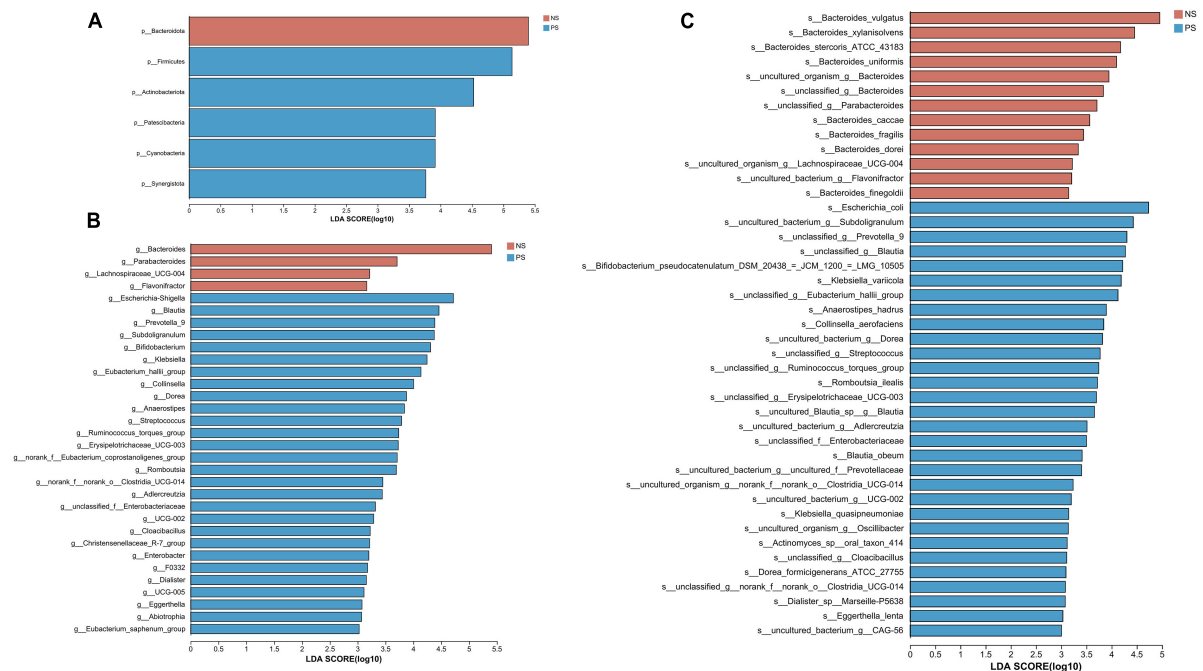 A
NS
PS
p__Bacteroidota
p__Firmicutes
p__Actinobacteriota
p__Patescibacteria
p__Cyanobacteria
p__Synergistota
0 0.5 1 1.5 2 2.5 3 3.5 4 4.5 5 5.5
LDA SCORE(log10)
B
NS
PS
g__Bacteroides
g__Parabacteroides
g__Lachnospiraceae_UCG-004
g__Flavonifractor
g__Escherichia-Shigella
g__Blautia
g__Prevotella_9
g__Subdoligranulum
g__Bifidobacterium
g__Klebsiella
g__Eubacterium_hallii_group
g__Collinsella
g__Dorea
g__Anaerostipes
g__Streptococcus
g__Ruminococcus_torques_group
g__Erysipelotrichaceae_UCG-003
g__norank_f__Eubacterium_coprostanoligenes_group
g__Romboutsia
g__norank_f__norank_o__Clostridia_UCG-014
g__Adlercreutzia
g__unclassified_f__Enterobacteriaceae
g__UCG-002
g__Cloacibacillus
g__Christensenellaceae_R-7_group
g__Enterobacter
g__F0332
g__Dialister
g__UCG-005
g__Eggerthella
g__Abiotrophia
g__Eubacterium_saphenum_group
0 0.5 1 1.5 2 2.5 3 3.5 4 4.5 5 5.5
LDA SCORE(log10)
C
NS
PS
s__Bacteroides_vulgatus
s__Bacteroides_xylanisolvens
s__Bacteroides_stercoris_ATCC_43183
s__Bacteroides_uniformis
s__uncultured_organism_g__Bacteroides
s__unclassified_g__Bacteroides
s__unclassified_g__Parabacteroides
s__Bacteroides_caccae
s__Bacteroides_fragilis
s__Bacteroides_dorei
s__uncultured_organism_g__Lachnospiraceae_UCG-004
s__uncultured_bacterium_g__Flavonifractor
s__Bacteroides_finegoldii
s__Escherichia_coli
s__uncultured_bacterium_g__Subdoligranulum
s__unclassified_g__Prevotella_9
s__unclassified_g__Blautia
s__Bifidobacterium_pseudocatenulatum_DSM_20438_=_JCM_1200_=_LMG_10505
s__Klebsiella_variicola
s__unclassified_g__Eubacterium_hallii_group
s__Anaerostipes_hadrus
s__Collinsella_aerofaciens
s__uncultured_bacterium_g__Dorea
s__unclassified_g__Streptococcus
s__unclassified_g__Ruminococcus_torques_group
s__Romboutsia_ilealis
s__unclassified_g__Erysipelotrichaceae_UCG-003
s__uncultured_Blautia_sp__g__Blautia
s__uncultured_bacterium_g__Adlercreutzia
s__unclassified_f__Enterobacteriaceae
s__Blautia_obeum
s__uncultured_bacterium_g__uncultured_f__Prevotellaceae
s__uncultured_organism_g__norank_f__norank_o__Clostridia_UCG-014
s__uncultured_bacterium_g__UCG-002
s__Klebsiella_quasipneumoniae
s__uncultured_organism_g__Oscillibacter
s__Actinomyces_sp__oral_taxon_414
s__unclassified_g__Cloacibacillus
s__Dorea_formicigenerans_ATCC_27755
s__unclassified_g__norank_f__norank_o__Clostridia_UCG-014
s__Dialister_sp__Marseille-P5638
s__Eggerthella_lenta
s__uncultured_bacterium_g__CAG-56
0 0.5 1 1.5 2 2.5 3 3.5 4 4.5 5
LDA SCORE(log10)